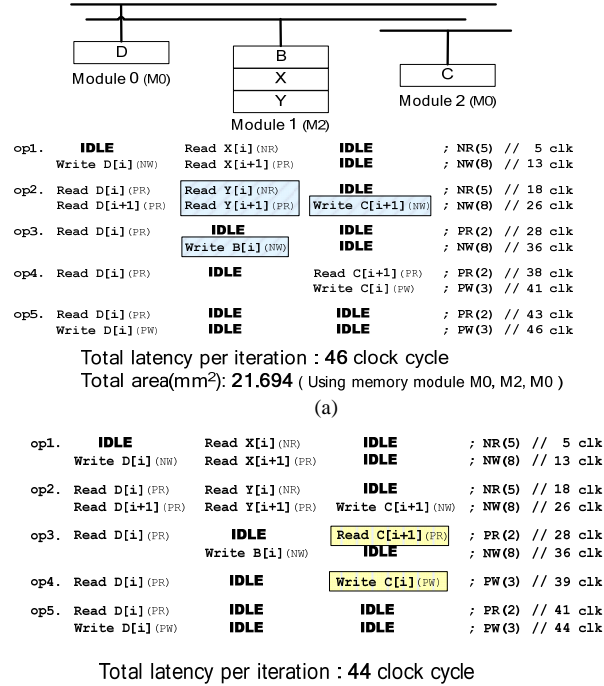 D
B
X
Y
C
Module 0 (M0)
Module 1 (M2)
Module 2 (M0)
op1. IDLE Read X[i](NR) IDLE ; NR(5) // 5 clk
Write D[i](NW) Read X[i+1](PR) IDLE ; NW(8) // 13 clk
op2. Read D[i](PR) Read Y[i](NR) IDLE ; NR(5) // 18 clk
Read D[i+1](PR) Read Y[i+1](PR) Write C[i+1](NW) ; NW(8) // 26 clk
op3. Read D[i](PR) IDLE IDLE ; PR(2) // 28 clk
Write B[i](NW) IDLE ; NW(8) // 36 clk
op4. Read D[i](PR) IDLE Read C[i+1](PR) ; PR(2) // 38 clk
Write C[i](PW) ; PW(3) // 41 clk
op5. Read D[i](PR) IDLE IDLE ; PR(2) // 43 clk
Write D[i](PW) IDLE IDLE ; PW(3) // 46 clk
Total latency per iteration : 46 clock cycle
Total area(mm²): 21.694 ( Using memory module M0, M2, M0 )
(a)
op1. IDLE Read X[i](NR) IDLE ; NR(5) // 5 clk
Write D[i](NW) Read X[i+1](PR) IDLE ; NW(8) // 13 clk
op2. Read D[i](PR) Read Y[i](NR) IDLE ; NR(5) // 18 clk
Read D[i+1](PR) Read Y[i+1](PR) Write C[i+1](NW) ; NW(8) // 26 clk
op3. Read D[i](PR) IDLE Read C[i+1](PR) ; PR(2) // 28 clk
Write B[i](NW) IDLE ; NW(8) // 36 clk
op4. Read D[i](PR) IDLE Write C[i](PW) ; PW(3) // 39 clk
op5. Read D[i](PR) IDLE IDLE ; PR(2) // 41 clk
Write D[i](PW) IDLE IDLE ; PW(3) // 44 clk
Total latency per iteration : 44 clock cycle